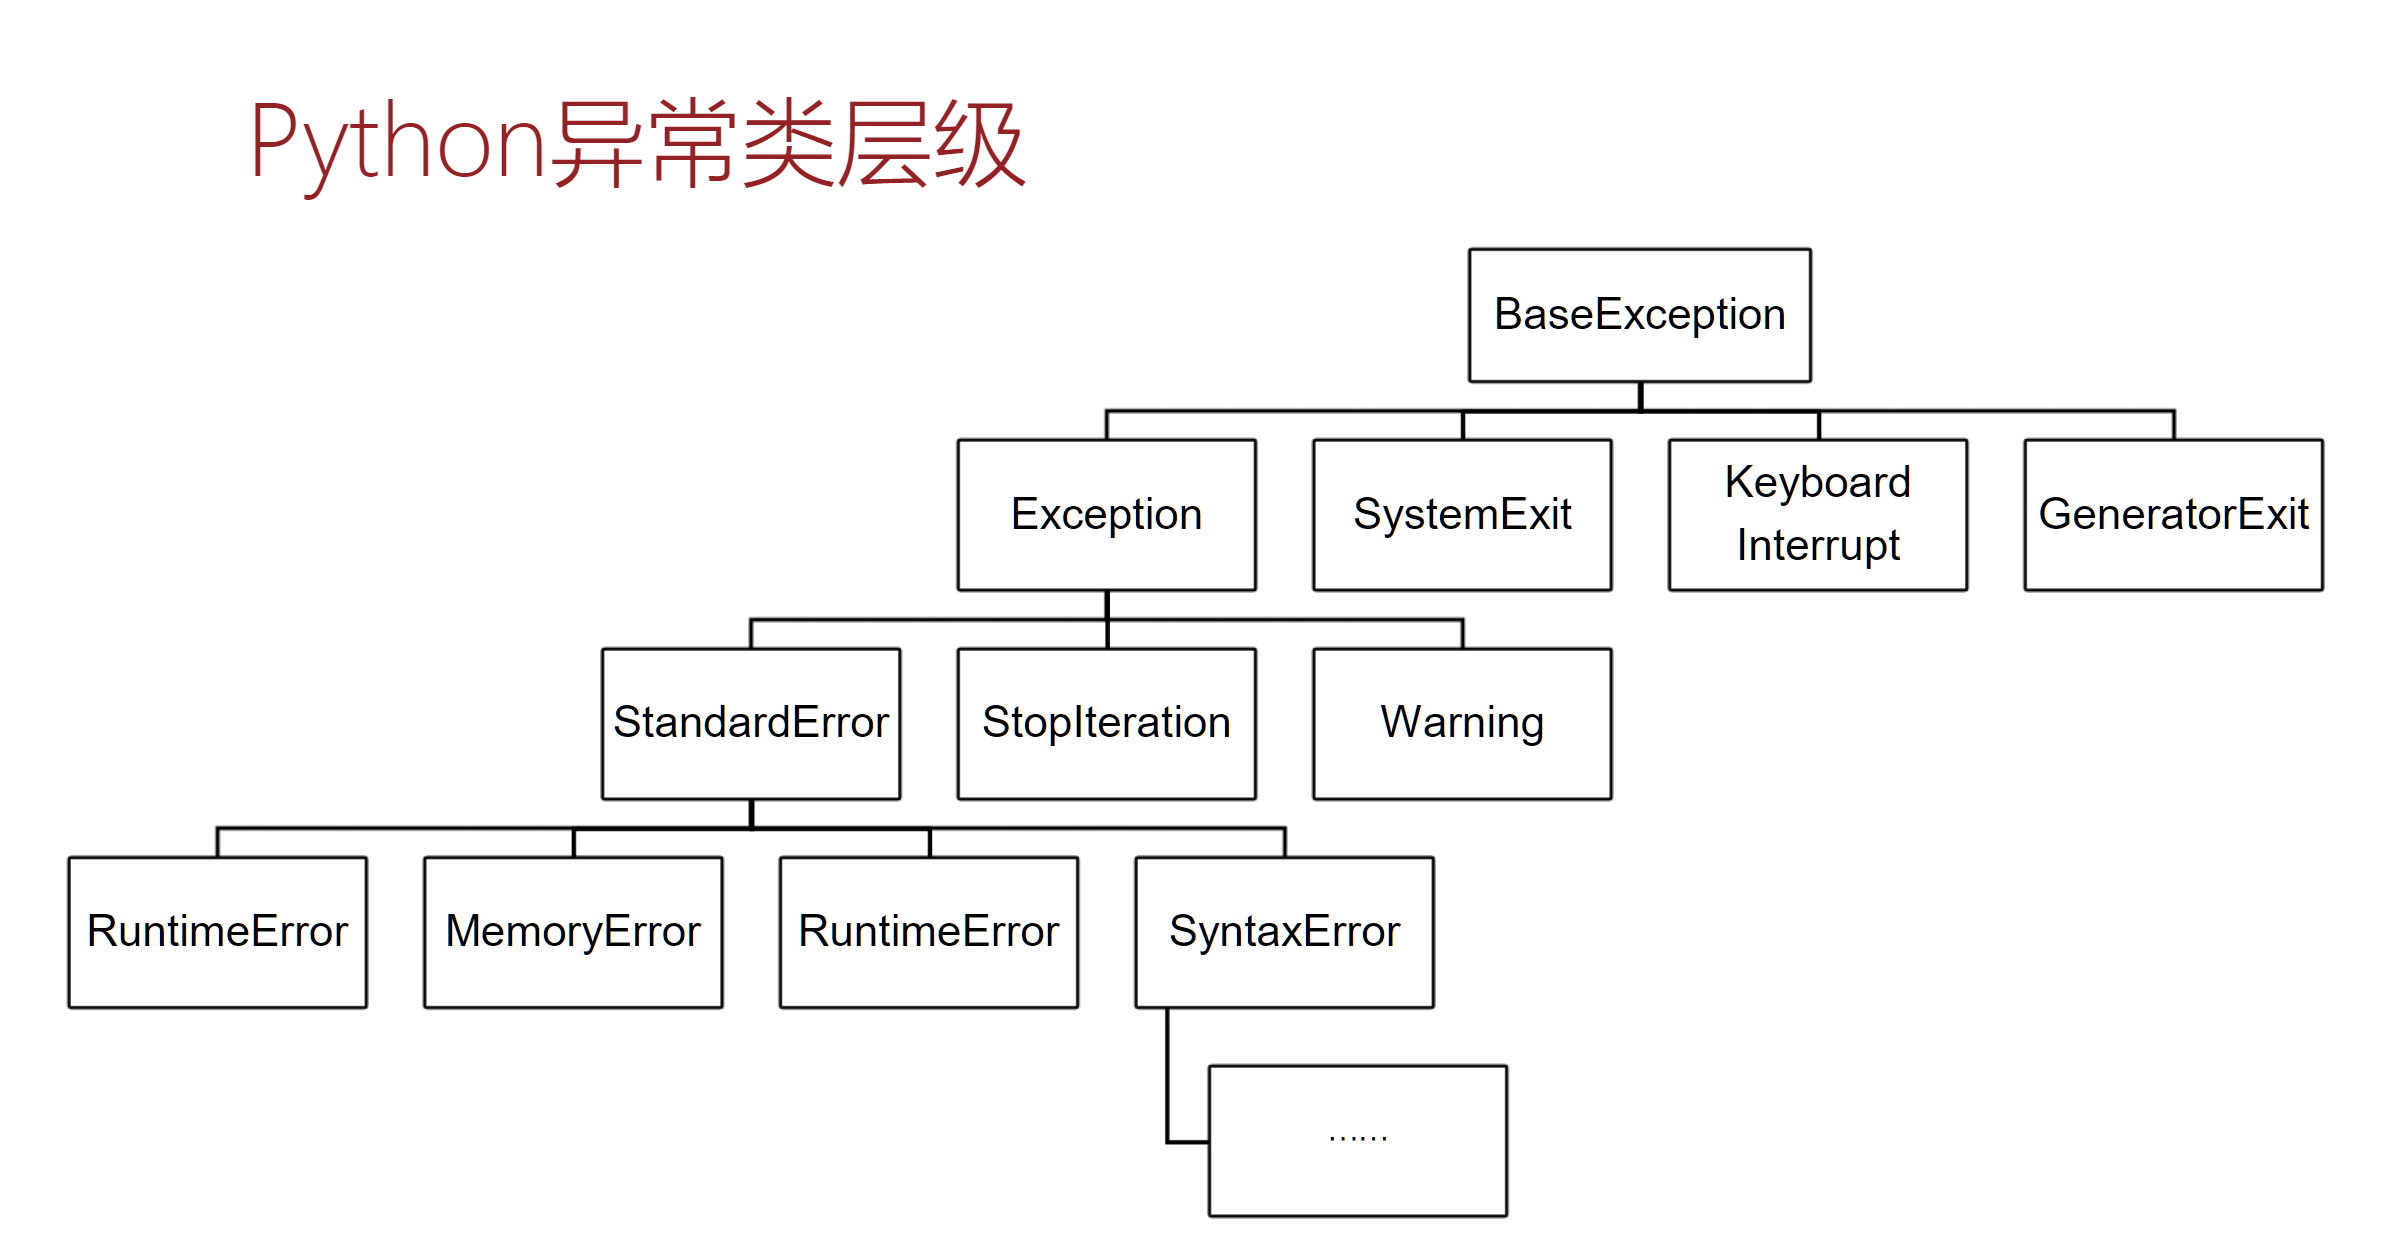 Python异常类层级
BaseException
Exception
SystemExit
Keyboard
Interrupt
GeneratorExit
StandardError
StopIteration
Warning
RuntimeError
MemoryError
RuntimeError
SyntaxError
……